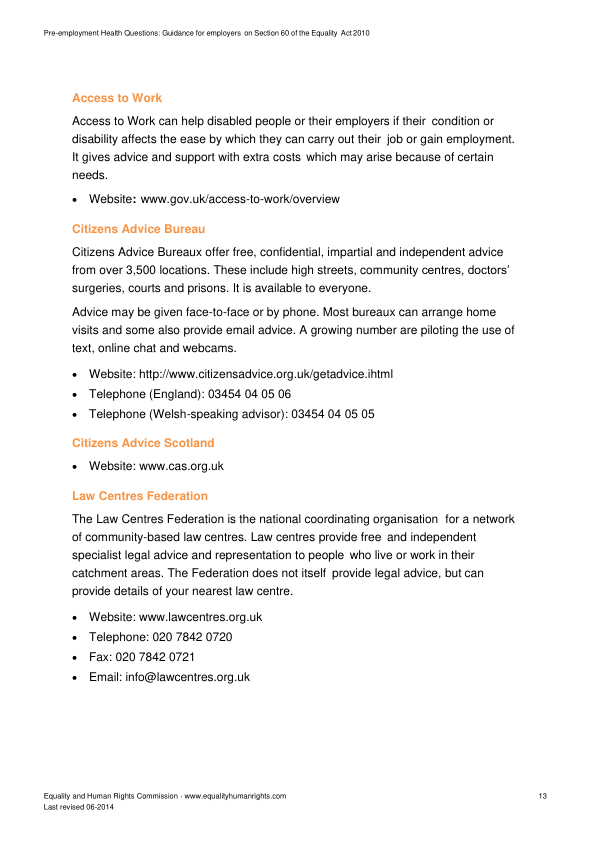 Pre-employment Health Questions: Guidance for employers on Section 60 of the Equality Act 2010
Access to Work
Access to Work can help disabled people or their employers if their condition or
disability affects the ease by which they can carry out their job or gain employment.
It gives advice and support with extra costs which may arise because of certain
needs.
• Website: www.gov.uk/access-to-work/overview
Citizens Advice Bureau
Citizens Advice Bureaux offer free, confidential, impartial and independent advice
from over 3,500 locations. These include high streets, community centres, doctors’
surgeries, courts and prisons. It is available to everyone.
Advice may be given face-to-face or by phone. Most bureaux can arrange home
visits and some also provide email advice. A growing number are piloting the use of
text, online chat and webcams.
• Website: http://www.citizensadvice.org.uk/getadvice.ihtml
• Telephone (England): 03454 04 05 06
• Telephone (Welsh-speaking advisor): 03454 04 05 05
Citizens Advice Scotland
• Website: www.cas.org.uk
Law Centres Federation
The Law Centres Federation is the national coordinating organisation for a network
of community-based law centres. Law centres provide free and independent
specialist legal advice and representation to people who live or work in their
catchment areas. The Federation does not itself provide legal advice, but can
provide details of your nearest law centre.
• Website: www.lawcentres.org.uk
• Telephone: 020 7842 0720
• Fax: 020 7842 0721
• Email: info@lawcentres.org.uk
Equality and Human Rights Commission · www.equalityhumanrights.com 13
Last revised 06-2014